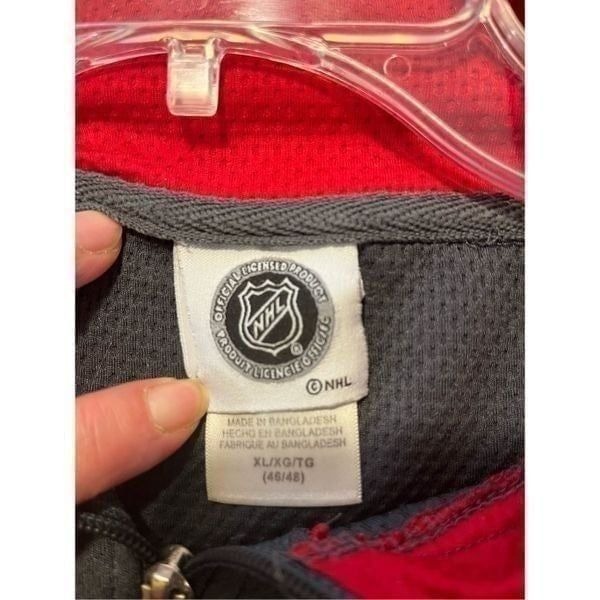 OFFICIAL LICENSED PRODUCT
NHL
®
PRODUIT LICENCIÉ OFFICIEL
© NHL
MADE IN BANGLADESH
HECHO EN BANGLADESH
FABRIQUE AU BANGLADESH
XL/XG/TG
(46/48)